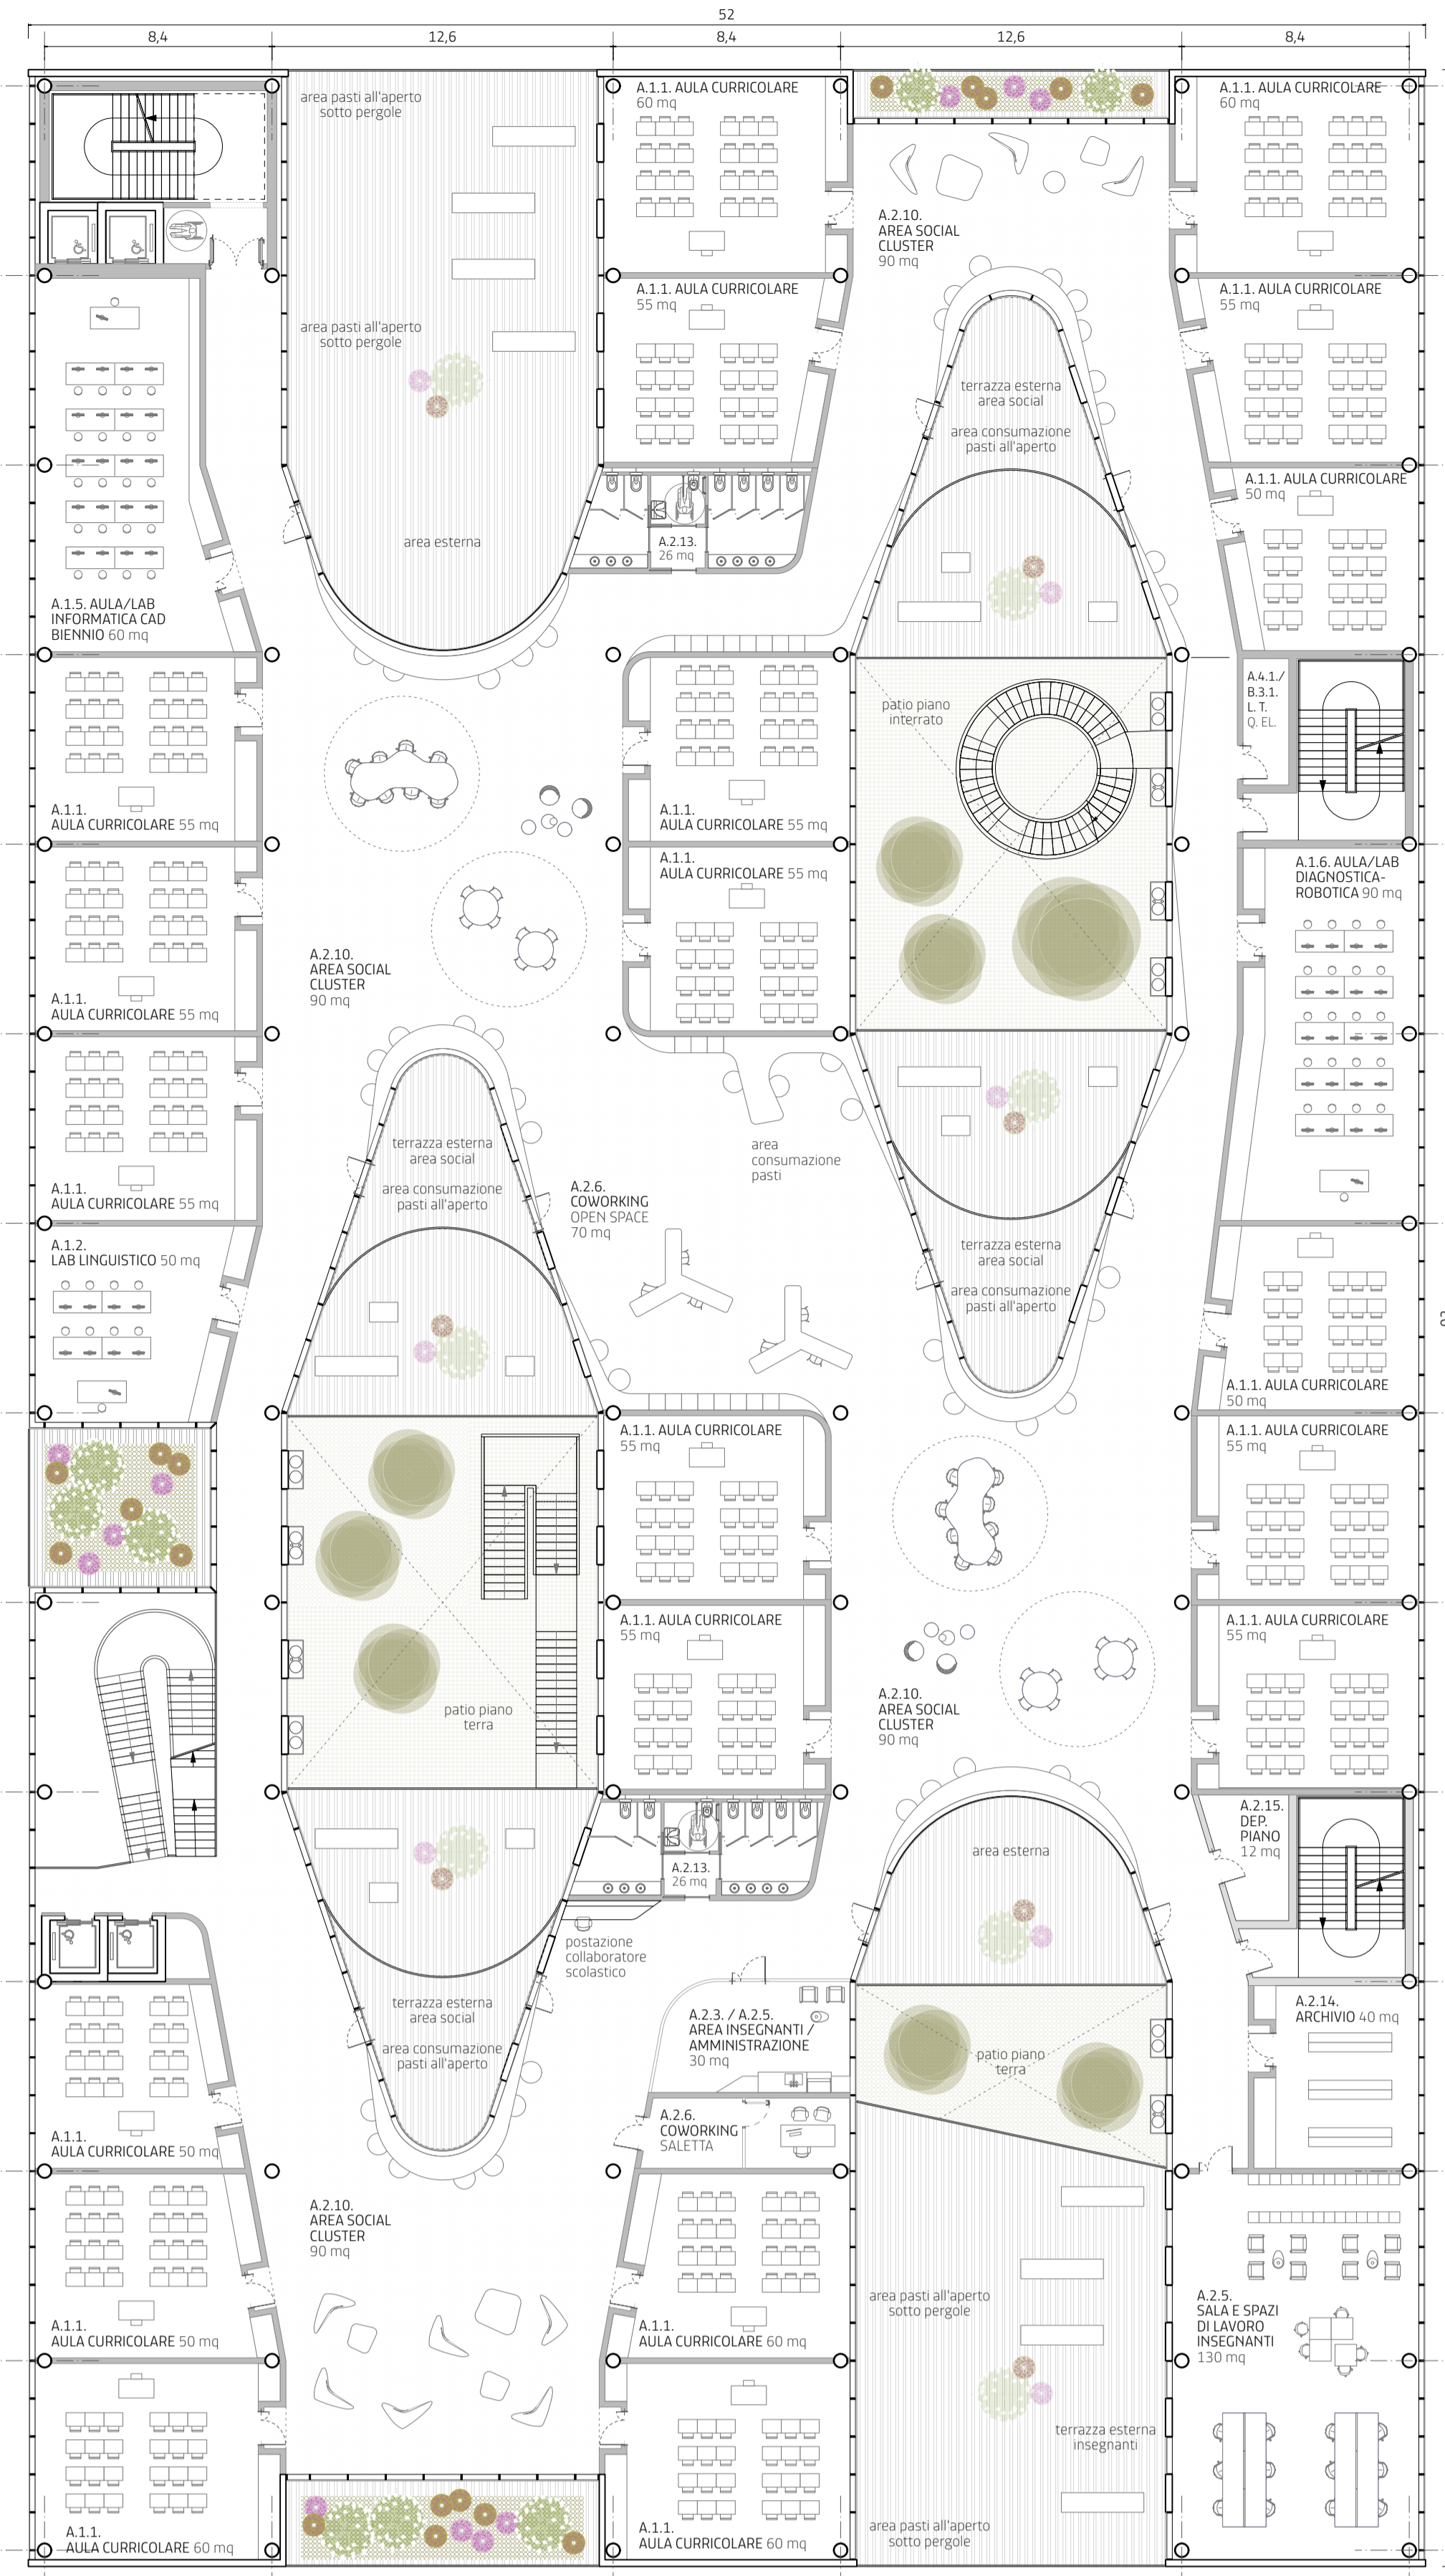 52
8,4
12,6
8,4
12,6
8,4
area pasti all'aperto
sotto pergole
A.1.1. AULA CURRICOLARE
60 mq
A.1.1. AULA CURRICOLARE
60 mq
A.2.10.
AREA SOCIAL
CLUSTER
90 mq
area pasti all'aperto
sotto pergole
A.1.1. AULA CURRICOLARE
55 mq
A.1.1. AULA CURRICOLARE
55 mq
terrazza esterna
area social
area consumazione
pasti all'aperto
A.1.1. AULA CURRICOLARE
50 mq
area esterna
A.2.13.
26 mq
A.1.5. AULA/LAB
INFORMATICA CAD
BIENNIO 60 mq
patio piano
interrato
A.4.1./
B.3.1.
L. T.
Q. EL.
A.1.1.
AULA CURRICOLARE 55 mq
A.1.1.
AULA CURRICOLARE 55 mq
A.1.1.
AULA CURRICOLARE 55 mq
A.1.6. AULA/LAB
DIAGNOSTICA-
ROBOTICA 90 mq
A.2.10.
AREA SOCIAL
CLUSTER
90 mq
A.1.1.
AULA CURRICOLARE 55 mq
terrazza esterna
area social
area consumazione
pasti all'aperto
area
consumazione
pasti
A.1.1.
AULA CURRICOLARE 55 mq
A.2.6.
COWORKING
OPEN SPACE
70 mq
A.1.2.
LAB LINGUISTICO 50 mq
terrazza esterna
area social
area consumazione
pasti all'aperto
A.1.1. AULA CURRICOLARE
50 mq
A.1.1. AULA CURRICOLARE
55 mq
A.1.1. AULA CURRICOLARE
55 mq
A.1.1. AULA CURRICOLARE
55 mq
A.1.1. AULA CURRICOLARE
55 mq
patio piano
terra
A.2.10.
AREA SOCIAL
CLUSTER
90 mq
A.2.15.
DEP.
PIANO
12 mq
A.2.13.
26 mq
area esterna
postazione
collaboratore
scolastico
terrazza esterna
area social
area consumazione
pasti all'aperto
A.2.3. / A.2.5.
AREA INSEGNANTI /
AMMINISTRAZIONE
30 mq
patio piano
terra
A.2.14.
ARCHIVIO 40 mq
A.1.1.
AULA CURRICOLARE 50 mq
A.2.6.
COWORKING
SALETTA
A.2.10.
AREA SOCIAL
CLUSTER
90 mq
area pasti all'aperto
sotto pergole
A.2.5.
SALA E SPAZI
DI LAVORO
INSEGNANTI
130 mq
A.1.1.
AULA CURRICOLARE 50 mq
A.1.1.
AULA CURRICOLARE 60 mq
terrazza esterna
insegnanti
A.1.1.
AULA CURRICOLARE 60 mq
A.1.1.
AULA CURRICOLARE 60 mq
area pasti all'aperto
sotto pergole